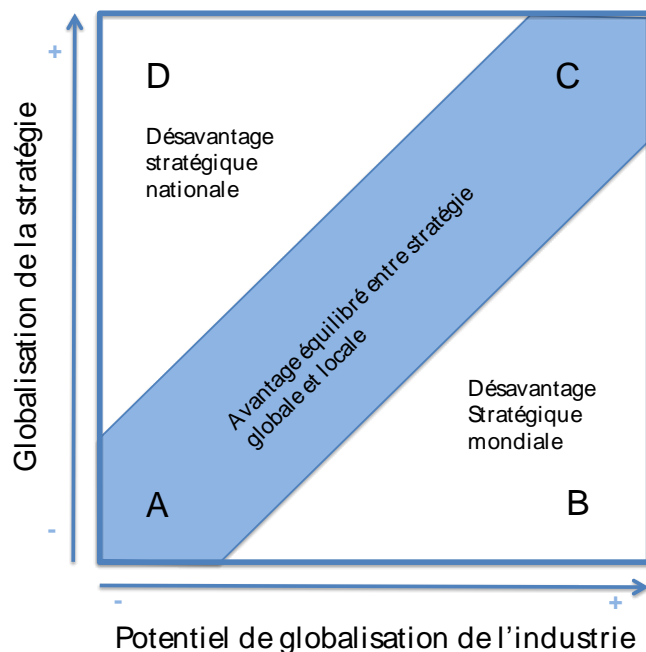 +
D
C
Désavantage
stratégique
nationale
Globalisation de la stratégie
Avantage équilibré entre stratégie
globale et locale
Désavantage
Stratégique
mondiale
A
B
-
-
+
Potentiel de globalisation de l'industrie